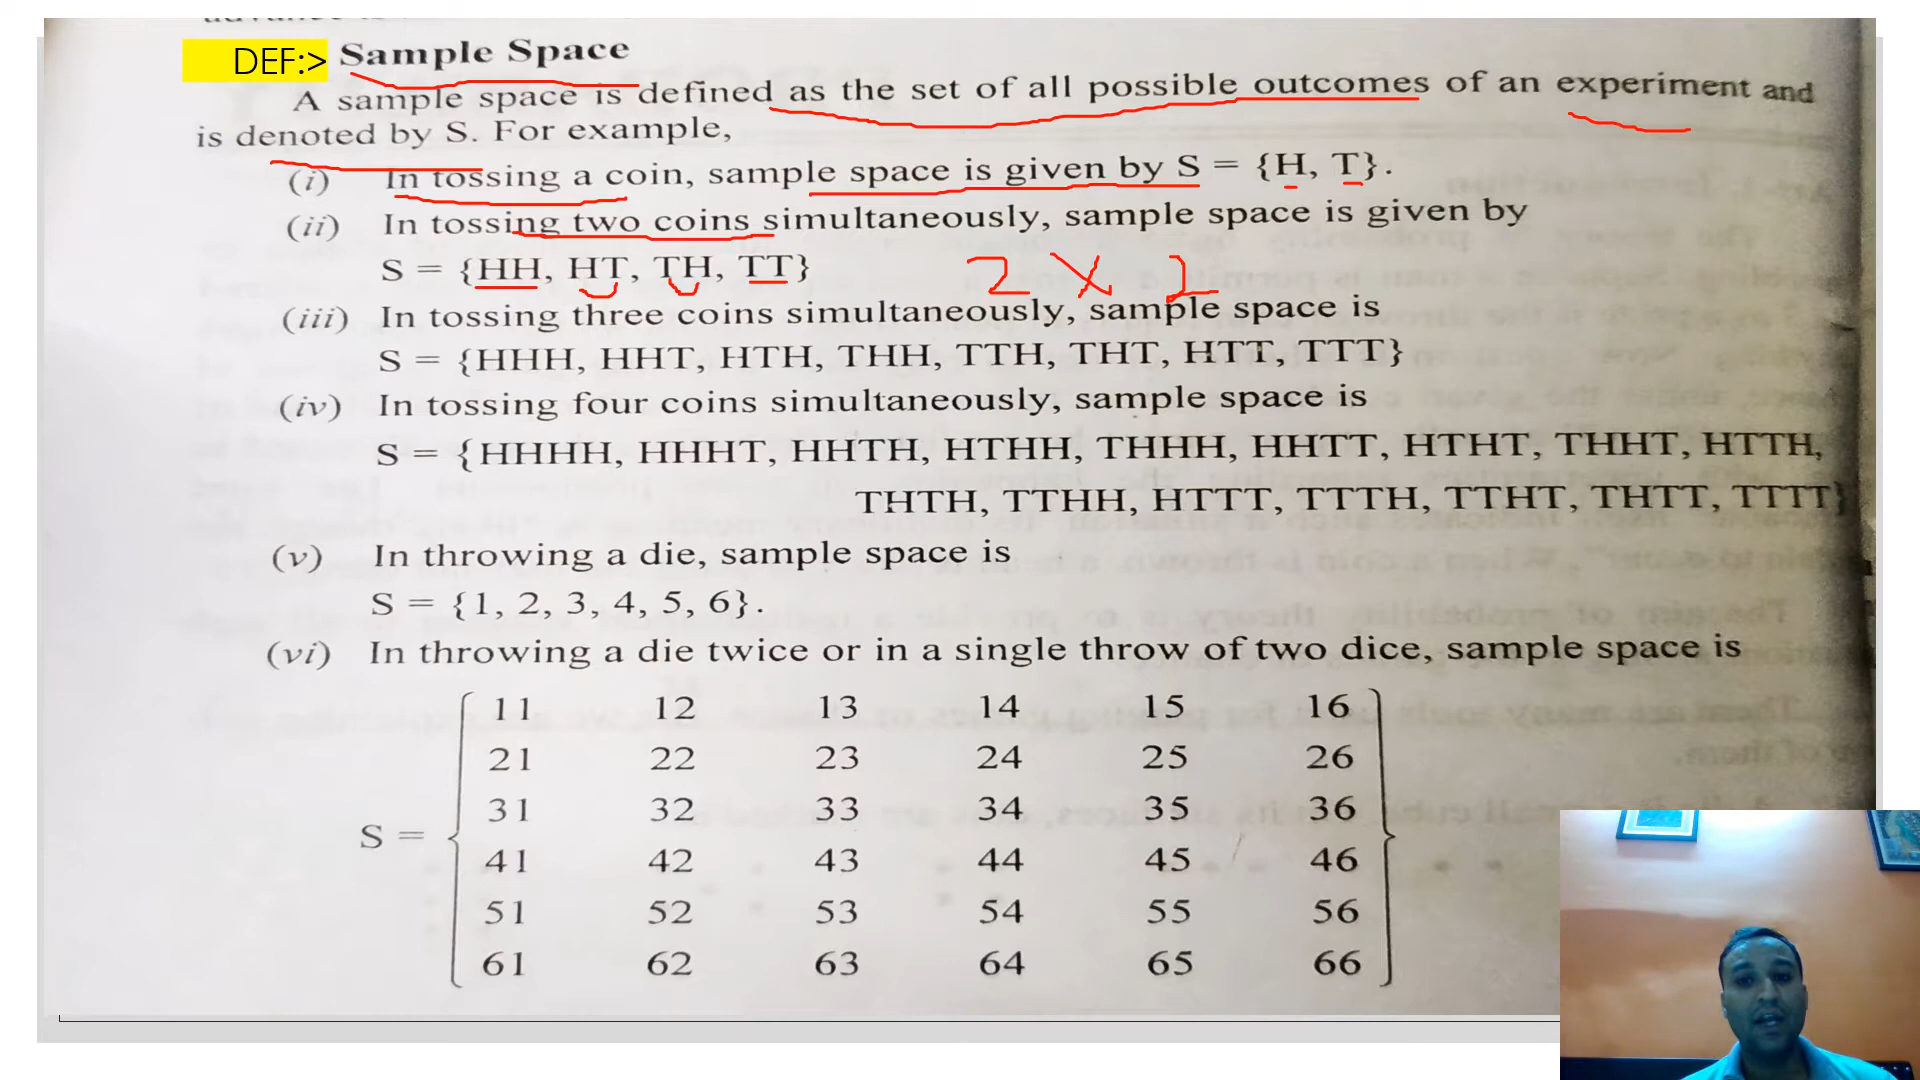 DEF:> Sample Space
A sample space is defined as the set of all possible outcomes of an experiment and
is denoted by S. For example,
(i) In tossing a coin, sample space is given by S = {H, T}.
(ii) In tossing two coins simultaneously, sample space is given by
S = {HH, HT, TH, TT}
2 X 2
(iii) In tossing three coins simultaneously, sample space is
S = {HHH, HHT, HTH, THH, TTH, THT, HTT, TTT}
(iv) In tossing four coins simultaneously, sample space is
S = {HHHH, HHHT, HHTH, HTHH, THHH, HHTT, HTHT, THHT, HTTH,
THTH, TTHH, HTTT, TTTH, TTHT, THTT, TTTT}
(v) In throwing a die, sample space is
S = {1, 2, 3, 4, 5, 6}.
(vi) In throwing a die twice or in a single throw of two dice, sample space is
11 12 13 14 15 16
21 22 23 24 25 26
31 32 33 34 35 36
S =
41 42 43 44 45 46
51 52 53 54 55 56
61 62 63 64 65 66